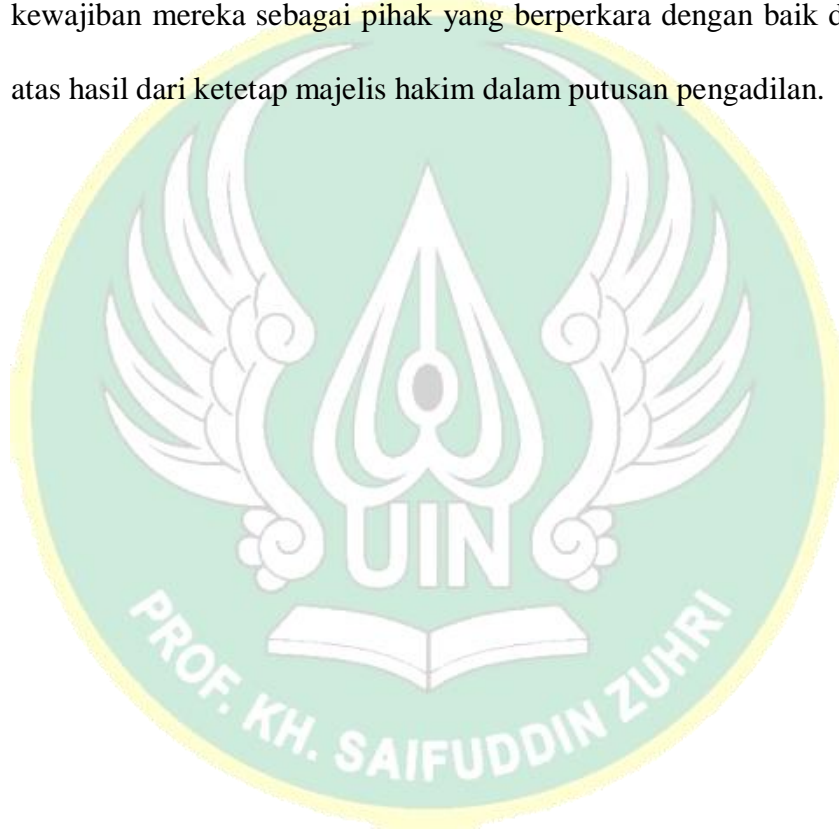 kewajiban mereka sebagai pihak yang berperkara dengan baik
atas hasil dari ketetap majelis hakim dalam putusan pengadilan.
UIN
PROF. KH. SAIFUDDIN ZUHRI